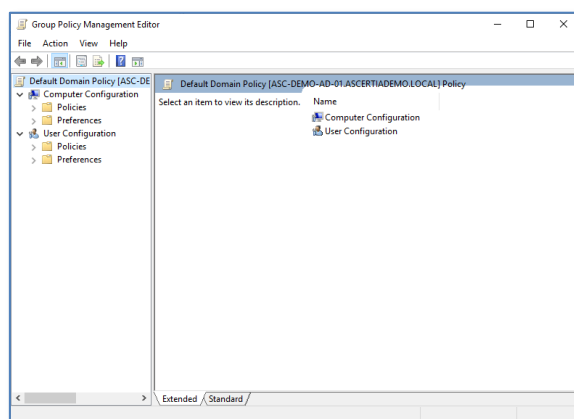 Group Policy Management Editor
File Action View Help
Default Domain Policy [ASC-DE
Computer Configuration
Policies
Preferences
User Configuration
Policies
Preferences
Default Domain Policy [ASC-DEMO-AD-01.ASCERTIADEMO.LOCAL] Policy
Select an item to view its description.
Name
Computer Configuration
User Configuration
Extended Standard